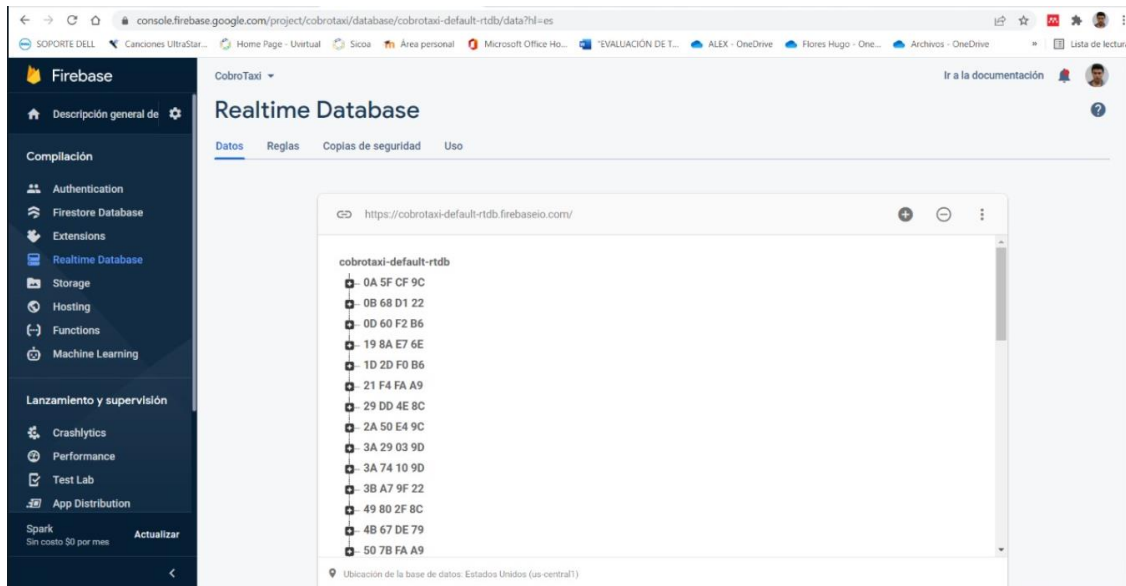 console.firebase.google.com/project/cobrotaxi/database/cobrotaxi-default-rtdb/data?hl=es
SOPORTE DELL Canciones UltraStar... Home Page - Uvirtual Sicoa Área personal Microsoft Office Ho... "EVALUACIÓN DE T... ALEX - OneDrive Flores Hugo - One... Archivos - OneDrive » Lista de lectura
Firebase
CobroTaxi
Ir a la documentación
Descripción general de
Realtime Database
Datos Reglas Copias de seguridad Uso
Compilación
Authentication
Firestore Database
Extensions
Realtime Database
Storage
Hosting
Functions
Machine Learning
Lanzamiento y supervisión
Crashlytics
Performance
Test Lab
App Distribution
Spark
Sin costo $0 por mes
Actualizar
https://cobrotaxi-default-rtdb.firebaseio.com/
cobrotaxi-default-rtdb
0A 5F CF 9C
0B 68 D1 22
0D 60 F2 B6
19 8A E7 6E
1D 2D F0 B6
21 F4 FA A9
29 DD 4E 8C
2A 50 E4 9C
3A 29 03 9D
3A 74 10 9D
3B A7 9F 22
49 80 2F 8C
4B 67 DE 79
50 7B FA A9
Ubicación de la base de datos: Estados Unidos (us-central1)